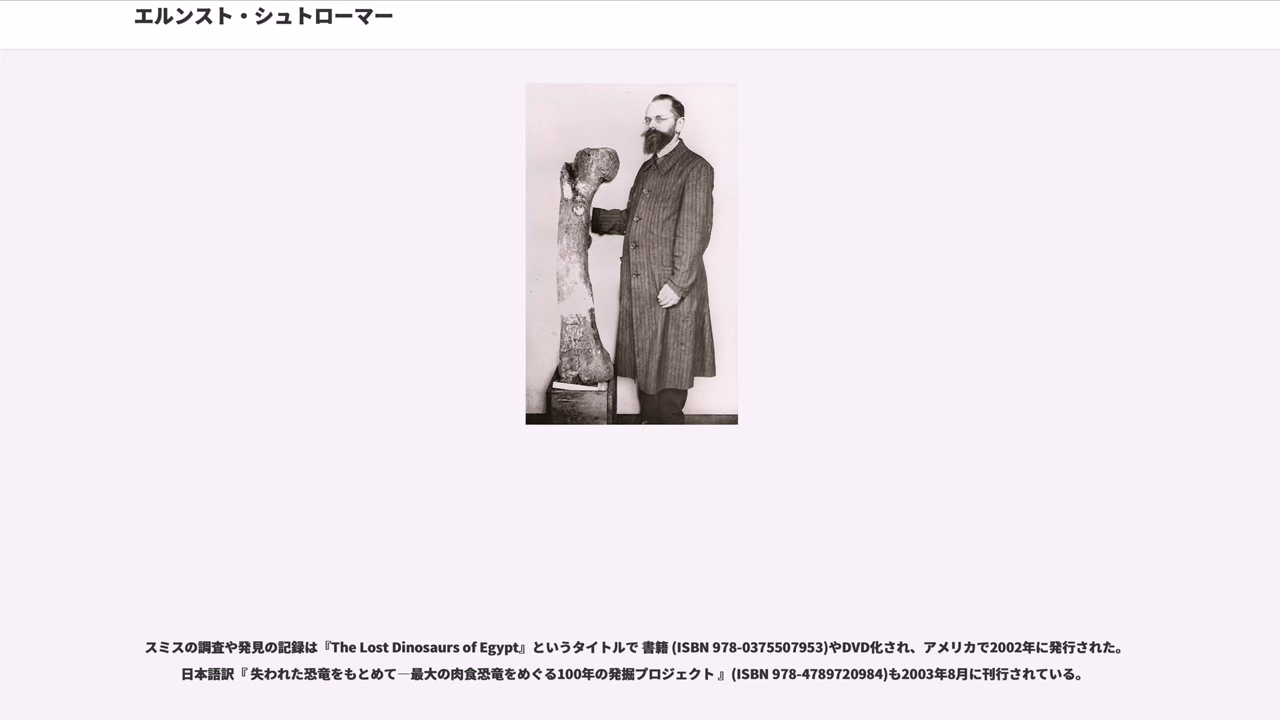 エルンスト・シュトローマー
スミスの調査や発見の記録は『The Lost Dinosaurs of Egypt』というタイトルで 書籍 (ISBN 978-0375507953)やDVD化され、アメリカで2002年に発行された。
日本語訳『 失われた恐竜をもとめて―最大の肉食恐竜をめぐる100年の発掘プロジェクト 』(ISBN 978-4789720984)も2003年8月に刊行されている。